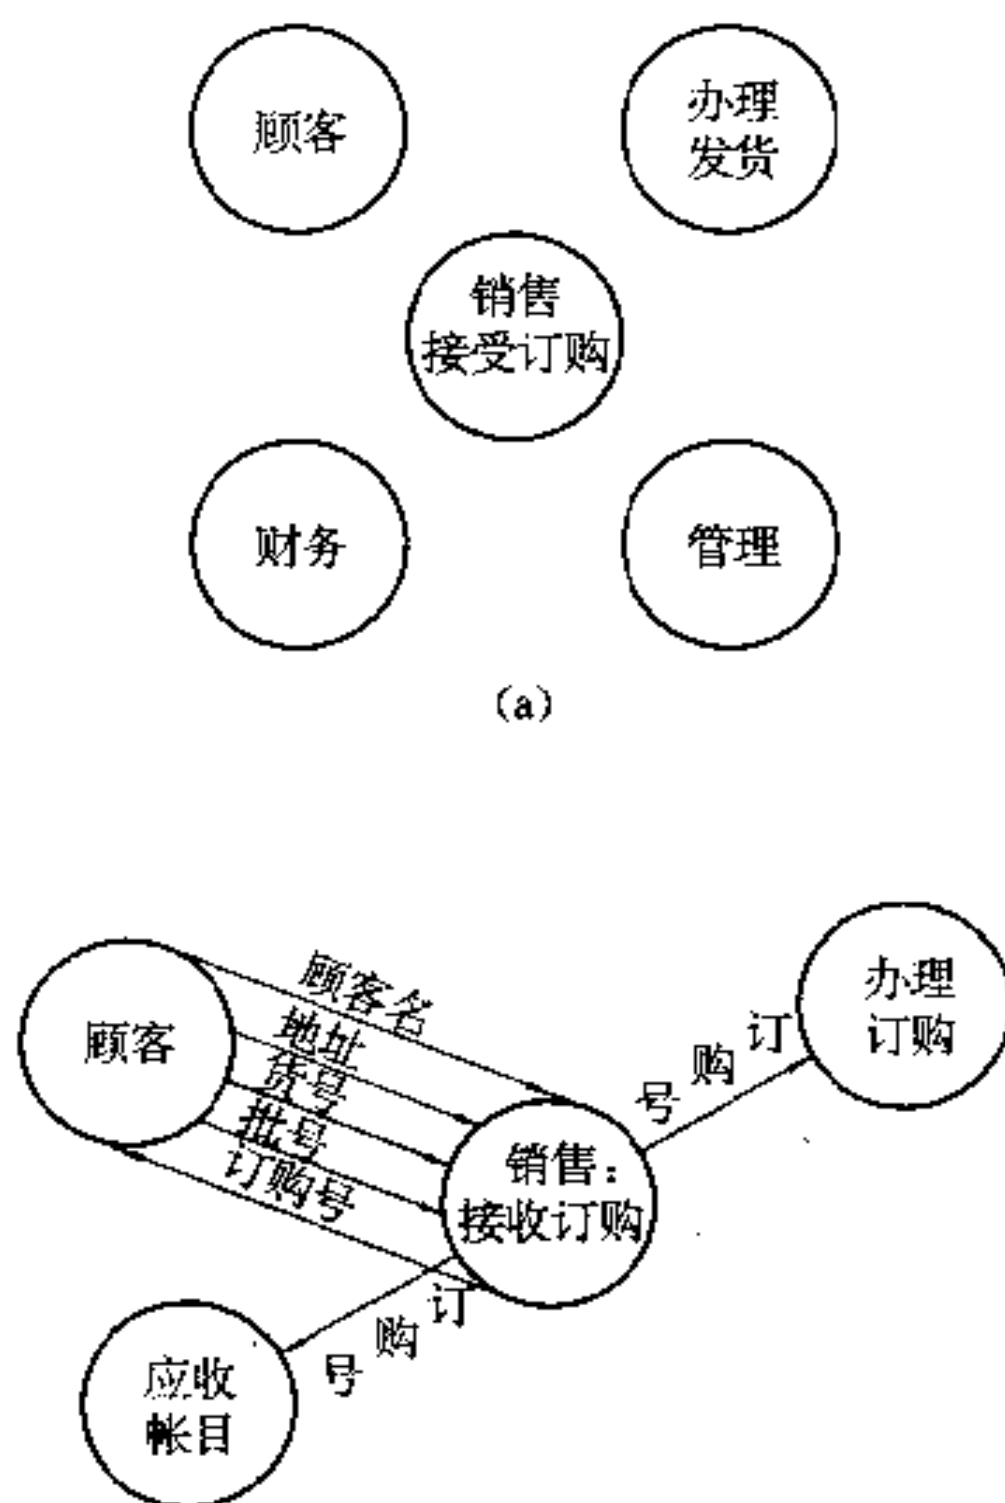 顾客
办理
发货
销售
接受订购
财务
管理
(a)
顾客
顾客名
地址
货号
批号
订购号
办理
订购
订购号
销售：
接收订购
订购号
应收
帐目